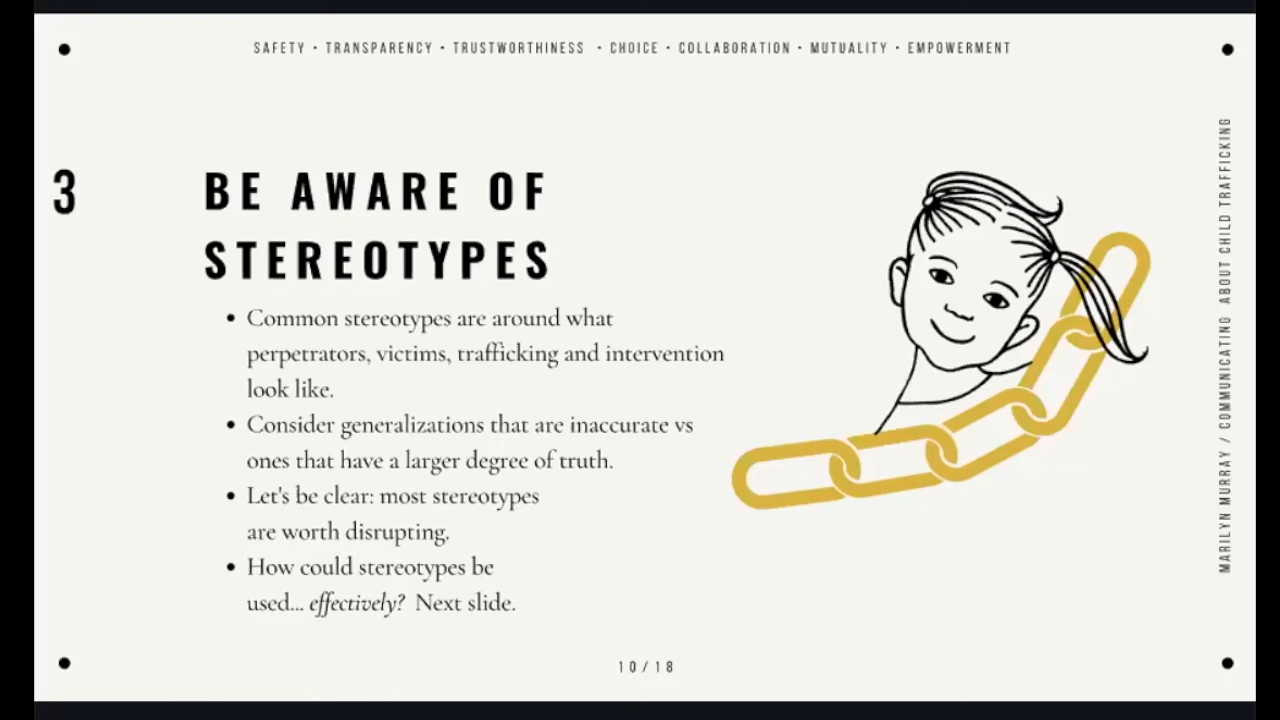 SAFETY • TRANSPARENCY • TRUSTWORTHINESS • CHOICE • COLLABORATION • MUTUALITY • EMPOWERMENT
3
BE AWARE OF
STEREOTYPES
• Common stereotypes are around what
perpetrators, victims, trafficking and intervention
look like.
• Consider generalizations that are inaccurate vs
ones that have a larger degree of truth.
• Let's be clear: most stereotypes
are worth disrupting.
• How could stereotypes be
used... effectively? Next slide.
MARILYN MURRAY / COMMUNICATING ABOUT CHILD TRAFFICKING
10/18